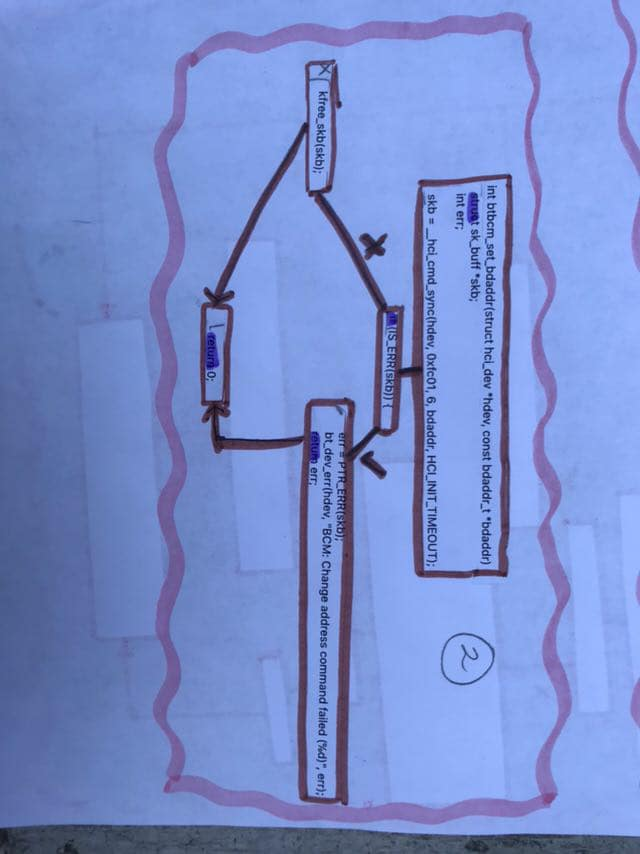 int btbcm_set_bdaddr(struct hci_dev *hdev, const bdaddr_t *bdaddr)
struct sk_buff *skb;
int err;
skb = __hci_cmd_sync(hdev, 0xfc01, 6, bdaddr, HCI_INIT_TIMEOUT);
2
if (IS_ERR(skb)) {
err = PTR_ERR(skb);
bt_dev_err(hdev, "BCM: Change address command failed (%d)", err);
return err;
kfree_skb(skb);
return 0;